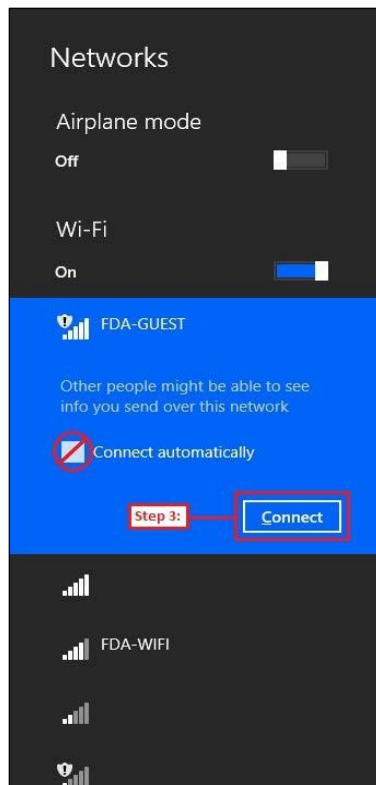 Networks
Airplane mode
Off
Wi-Fi
On
FDA-GUEST
Other people might be able to see
info you send over this network
Connect automatically
Step 3:
Connect
FDA-WIFI